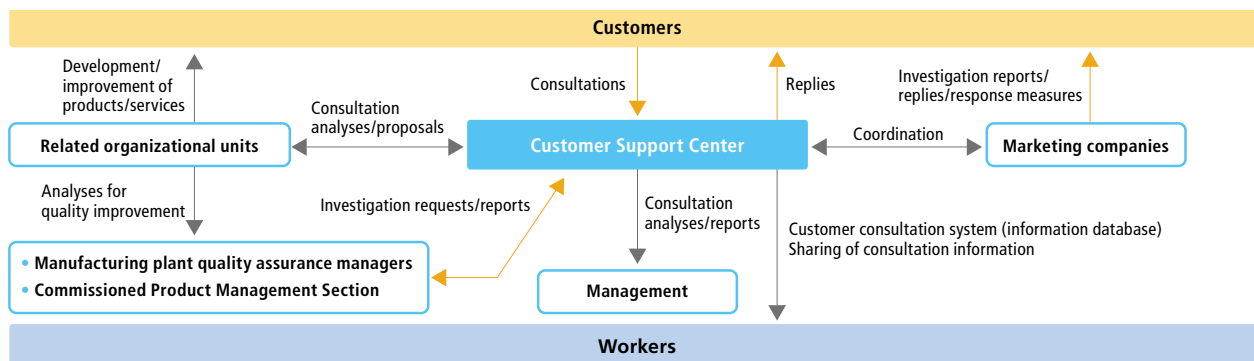 Customers
Development/
improvement of
products/services
Consultations
Replies
Investigation reports/
replies/response measures
Consultation
analyses/proposals
Related organizational units
Customer Support Center
Coordination
Marketing companies
Analyses for
quality improvement
Investigation requests/reports
Consultation
analyses/reports
Customer consultation system (information database)
Sharing of consultation information
• Manufacturing plant quality assurance managers
• Commissioned Product Management Section
Management
Workers